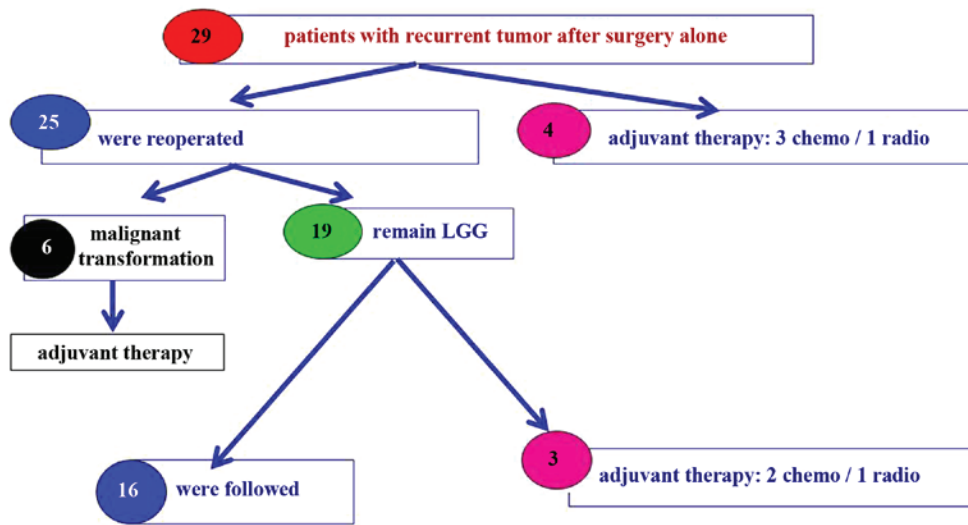 29 patients with recurrent tumor after surgery alone
25 were reoperated
4 adjuvant therapy: 3 chemo / 1 radio
6 malignant
transformation
19 remain LGG
adjuvant therapy
16 were followed
3 adjuvant therapy: 2 chemo / 1 radio